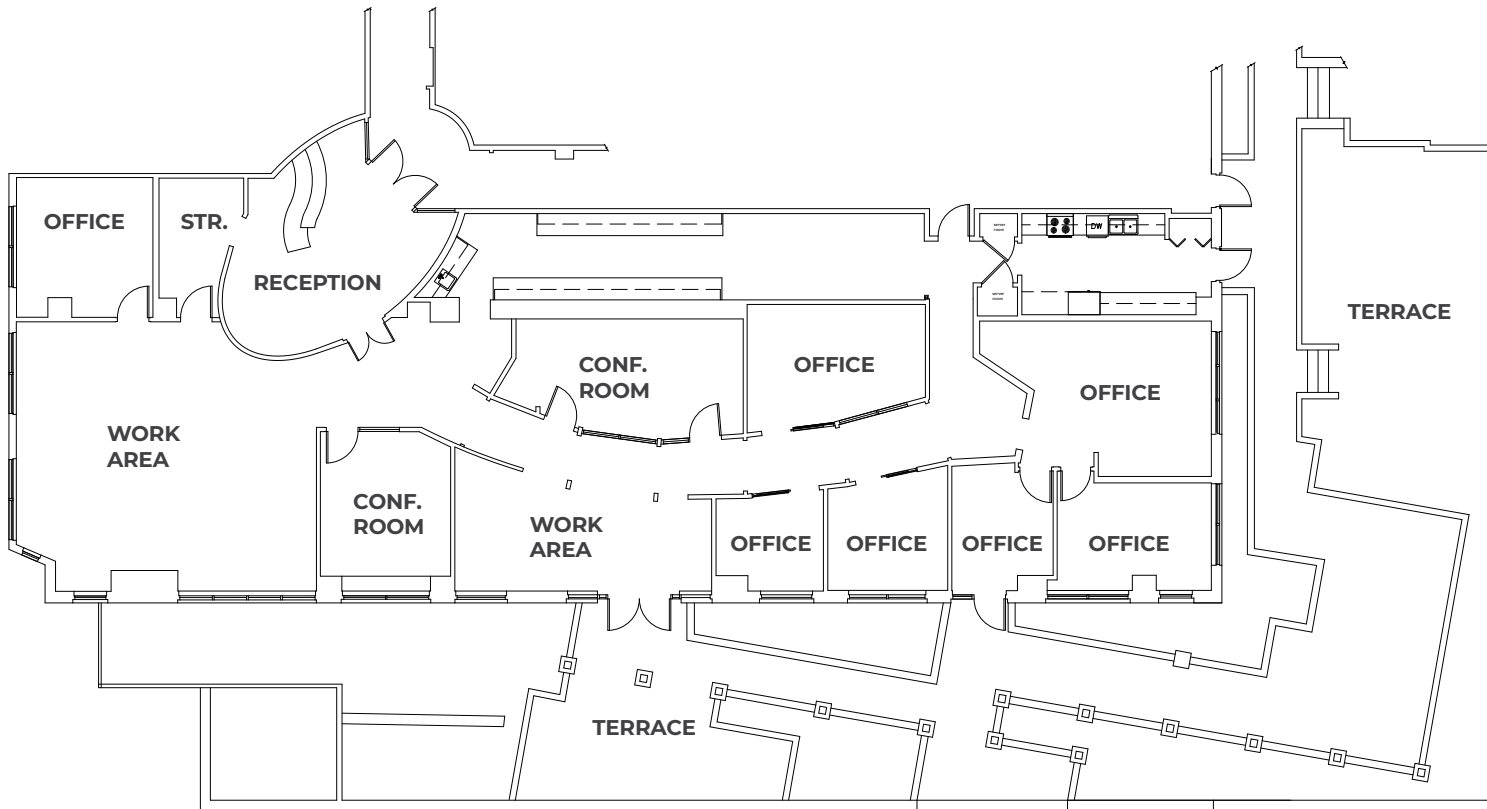 OFFICE
STR.
RECEPTION
DW
TERRACE
CONF.
ROOM
OFFICE
OFFICE
WORK
AREA
CONF.
ROOM
WORK
AREA
OFFICE
OFFICE
OFFICE
OFFICE
TERRACE